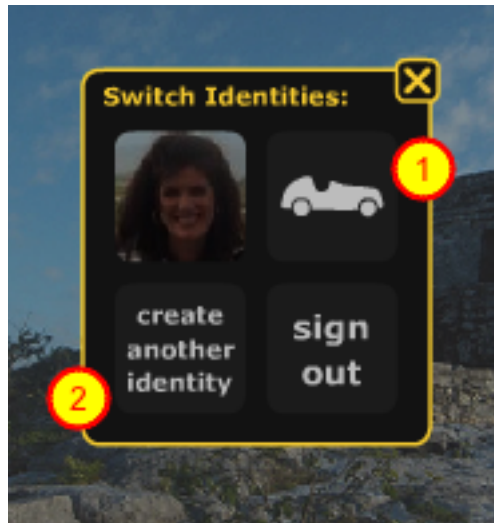 Switch Identities:
X
1
create
another
identity
sign
out
2